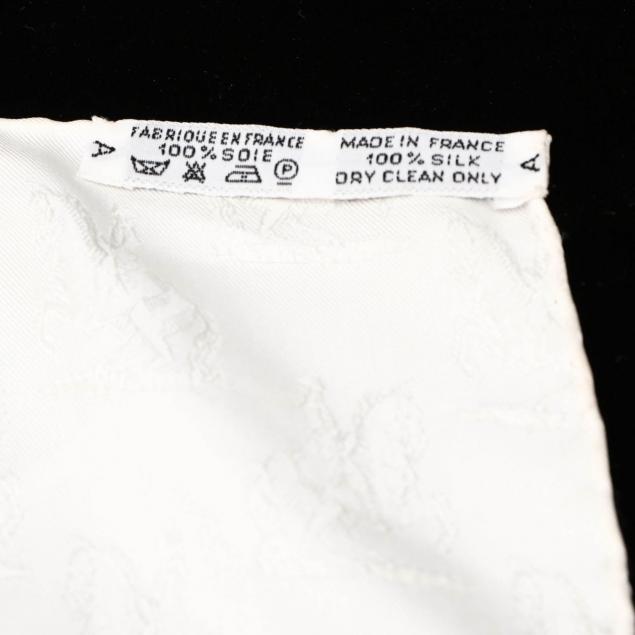 A
FABRIQUE EN FRANCE
100% SOIE
P
MADE IN FRANCE
100% SILK
DRY CLEAN ONLY
A